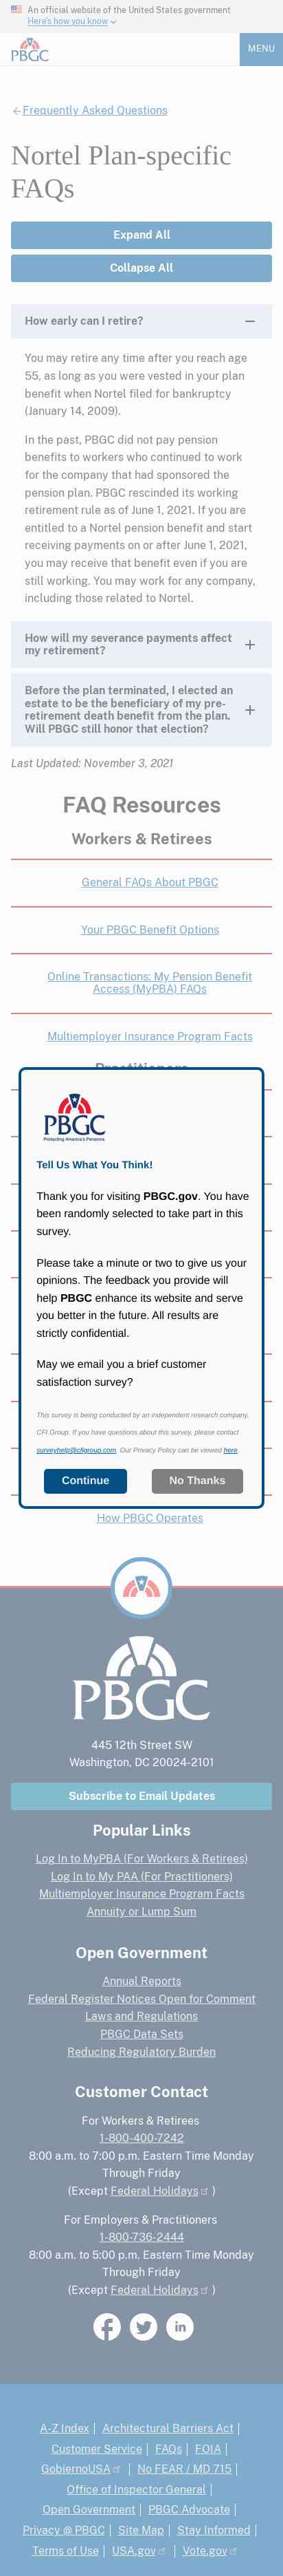 An official website of the United States government
Here's how you know
PBGC
MENU
Frequently Asked Questions
Nortel Plan-specific
FAQs
Expand All
Collapse All
How early can I retire?
You may retire any time after you reach age
55, as long as you were vested in your plan
benefit when Nortel filed for bankruptcy
(January 14, 2009).
In the past, PBGC did not pay pension
benefits to workers who continued to work
for the company that had sponsored the
pension plan. PBGC rescinded its working
retirement rule as of June 1, 2021. If you are
entitled to a Nortel pension benefit and start
receiving payments on or after June 1, 2021,
you may receive that benefit even if you are
still working. You may work for any company,
including those related to Nortel.
How will my severance payments affect
my retirement?
Before the plan terminated, I elected an
estate to be the beneficiary of my pre-
retirement death benefit from the plan.
Will PBGC still honor that election?
Last Updated: November 3, 2021
FAQ Resources
Workers & Retirees
General FAQs About PBGC
Your PBGC Benefit Options
Online Transactions: My Pension Benefit
Access (MyPBA) FAQs
Multiemployer Insurance Program Facts
Practitioners
PBGC
Protecting America's Pensions
Tell Us What You Think!
Thank you for visiting PBGC.gov. You have
been randomly selected to take part in this
survey.
Please take a minute or two to give us your
opinions. The feedback you provide will
help PBGC enhance its website and serve
you better in the future. All results are
strictly confidential.
May we email you a brief customer
satisfaction survey?
This survey is being conducted by an independent research company,
CFI Group. If you have questions about this survey, please contact
surveyhelp@cfigroup.com. Our Privacy Policy can be viewed here.
Continue
No Thanks
How PBGC Operates
PBGC
445 12th Street SW
Washington, DC 20024-2101
Subscribe to Email Updates
Popular Links
Log In to MyPBA (For Workers & Retirees)
Log In to My PAA (For Practitioners)
Multiemployer Insurance Program Facts
Annuity or Lump Sum
Open Government
Annual Reports
Federal Register Notices Open for Comment
Laws and Regulations
PBGC Data Sets
Reducing Regulatory Burden
Customer Contact
For Workers & Retirees
1-800-400-7242
8:00 a.m. to 7:00 p.m. Eastern Time Monday
Through Friday
(Except Federal Holidays )
For Employers & Practitioners
1-800-736-2444
8:00 a.m. to 5:00 p.m. Eastern Time Monday
Through Friday
(Except Federal Holidays )
A-Z Index | Architectural Barriers Act |
Customer Service | FAQs | FOIA |
GobiernoUSA | No FEAR / MD 715 |
Office of Inspector General |
Open Government | PBGC Advocate |
Privacy @ PBGC | Site Map | Stay Informed |
Terms of Use | USA.gov | Vote.gov